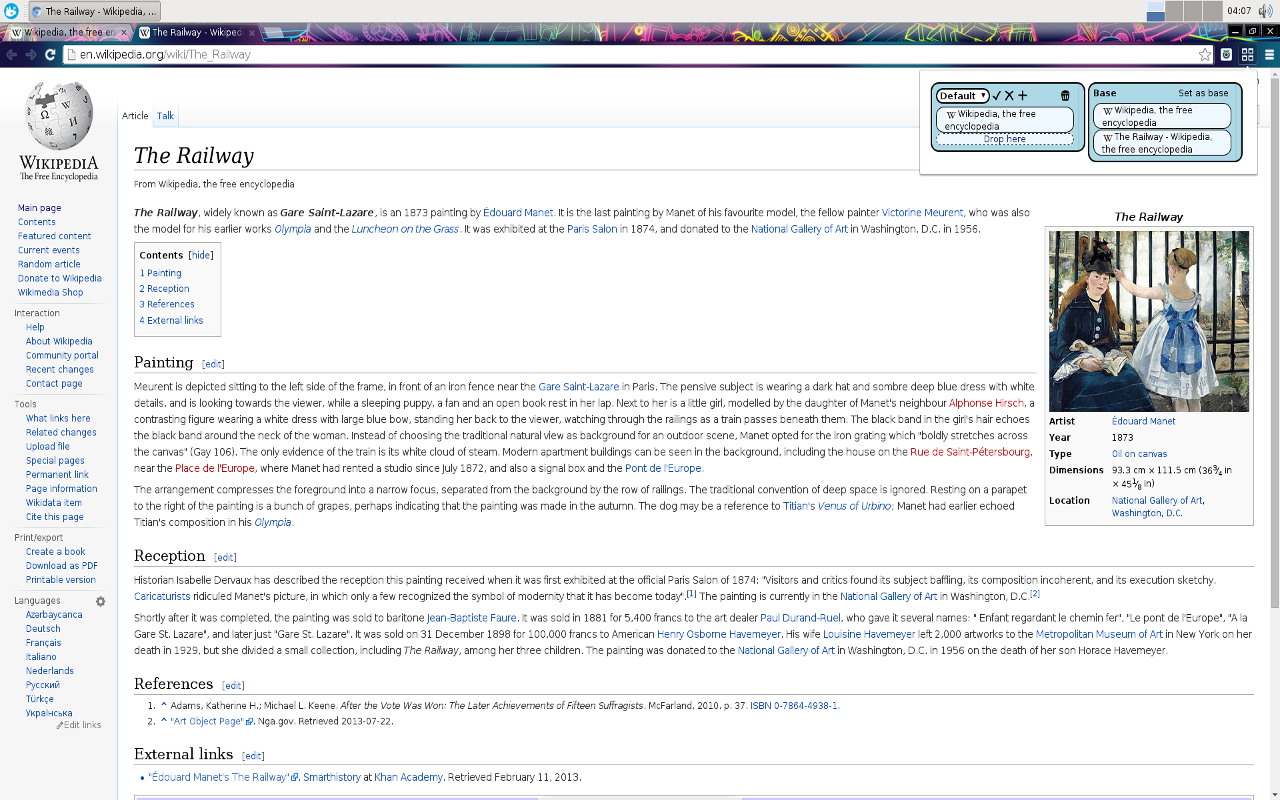 The Railway - Wikipedia, ...
04:07
Wikipedia, the free en
The Railway - Wikiped
en.wikipedia.org/wiki/The_Railway
Default
Wikipedia, the free
encyclopedia
Drop here
Base
Set as base
Wikipedia, the free
encyclopedia
The Railway - Wikipedia,
the free encyclopedia
WIKIPEDIA
The Free Encyclopedia
Main page
Contents
Featured content
Current events
Random article
Donate to Wikipedia
Wikimedia Shop
Interaction
Help
About Wikipedia
Community portal
Recent changes
Contact page
Tools
What links here
Related changes
Upload file
Special pages
Permanent link
Page information
Wikidata item
Cite this page
Print/export
Create a book
Download as PDF
Printable version
Languages
Azərbaycanca
Deutsch
Français
Italiano
Nederlands
Русский
Türkçe
Українська
Edit links
Article Talk
The Railway
From Wikipedia, the free encyclopedia
The Railway, widely known as Gare Saint-Lazare, is an 1873 painting by Édouard Manet. It is the last painting by Manet of his favourite model, the fellow painter Victorine Meurent, who was also
the model for his earlier works Olympia and the Luncheon on the Grass. It was exhibited at the Paris Salon in 1874, and donated to the National Gallery of Art in Washington, D.C. in 1956.
Contents [hide]
1 Painting
2 Reception
3 References
4 External links
The Railway
Artist Édouard Manet
Year 1873
Type Oil on canvas
Dimensions 93.3 cm × 111.5 cm (36 3⁄4 in
× 45 1⁄8 in)
Location National Gallery of Art,
Washington, D.C.
Painting [edit]
Meurent is depicted sitting to the left side of the frame, in front of an iron fence near the Gare Saint-Lazare in Paris. The pensive subject is wearing a dark hat and sombre deep blue dress with white
details, and is looking towards the viewer, while a sleeping puppy, a fan and an open book rest in her lap. Next to her is a little girl, modelled by the daughter of Manet's neighbour Alphonse Hirsch, a
contrasting figure wearing a white dress with large blue bow, standing her back to the viewer, watching through the railings as a train passes beneath them. The black band in the girl's hair echoes
the black band around the neck of the woman. Instead of choosing the traditional natural view as background for an outdoor scene, Manet opted for the iron grating which "boldly stretches across
the canvas" (Gay 106). The only evidence of the train is its white cloud of steam. Modern apartment buildings can be seen in the background, including the house on the Rue de Saint-Pétersbourg,
near the Place de l'Europe, where Manet had rented a studio since July 1872, and also a signal box and the Pont de l'Europe.
The arrangement compresses the foreground into a narrow focus, separated from the background by the row of railings. The traditional convention of deep space is ignored. Resting on a parapet
to the right of the painting is a bunch of grapes, perhaps indicating that the painting was made in the autumn. The dog may be a reference to Titian's Venus of Urbino; Manet had earlier echoed
Titian's composition in his Olympia.
Reception [edit]
Historian Isabelle Dervaux has described the reception this painting received when it was first exhibited at the official Paris Salon of 1874: "Visitors and critics found its subject baffling, its composition incoherent, and its execution sketchy.
Caricaturists ridiculed Manet's picture, in which only a few recognized the symbol of modernity that it has become today".[1] The painting is currently in the National Gallery of Art in Washington, D.C.[2]
Shortly after it was completed, the painting was sold to baritone Jean-Baptiste Faure. It was sold in 1881 for 5,400 francs to the art dealer Paul Durand-Ruel, who gave it several names: " Enfant regardant le chemin fer", "Le pont de l'Europe", "A la
Gare St. Lazare", and later just "Gare St. Lazare". It was sold on 31 December 1898 for 100,000 francs to American Henry Osborne Havemeyer. His wife Louisine Havemeyer left 2,000 artworks to the Metropolitan Museum of Art in New York on her
death in 1929, but she divided a small collection, including The Railway, among her three children. The painting was donated to the National Gallery of Art in Washington, D.C. in 1956 on the death of her son Horace Havemeyer.
References [edit]
1. ^ Adams, Katherine H.; Michael L. Keene. After the Vote Was Won: The Later Achievements of Fifteen Suffragists. McFarland, 2010. p. 37. ISBN 0-7864-4938-1.
2. ^ "Art Object Page". Nga.gov. Retrieved 2013-07-22.
External links [edit]
• "Édouard Manet's The Railway". Smarthistory at Khan Academy. Retrieved February 11, 2013.